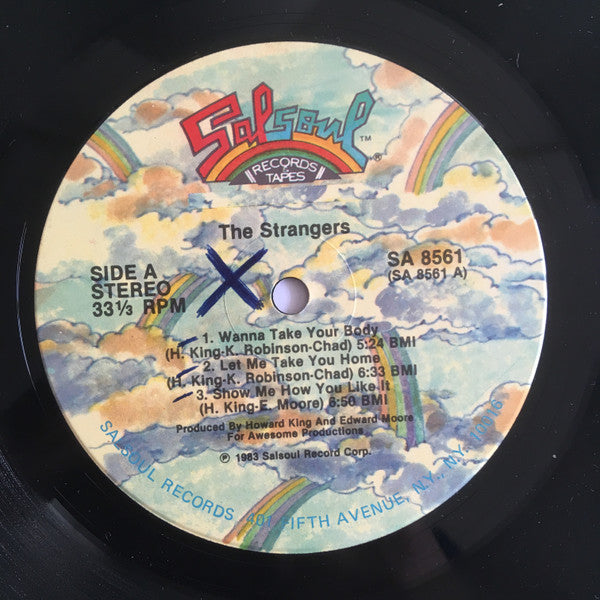 Salsoul™
®
RECORDS
& TAPES
The Strangers
SIDE A
STEREO
33⅓ RPM
SA 8561
(SA 8561 A)
1. Wanna Take Your Body
(H. King-K. Robinson-Chad) 5:24 BMI
2. Let Me Take You Home
(H. King-K. Robinson-Chad) 6:33 BMI
3. Show Me How You Like It
(H. King-E. Moore) 6:50 BMI
Produced By Howard King And Edward Moore
For Awesome Productions
℗ 1983 Salsoul Record Corp.
SALSOUL RECORDS, 401 FIFTH AVENUE, N.Y., N.Y. 10016